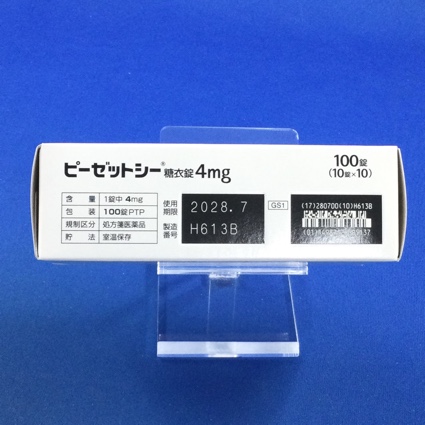 ピーゼットシー® 糖衣錠 4mg
100錠
(10錠×10)
含 量 1錠中 4mg
包 装 100錠PTP
規制区分 処方箋医薬品
貯 法 室温保存
使用期限 2028.7
製造番号 H613B
GS1
(17)280700(10)H613B